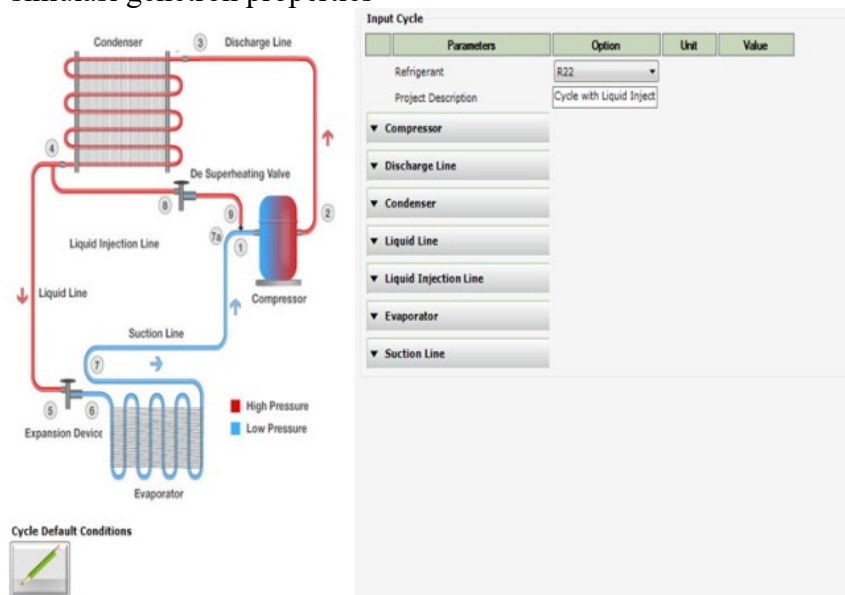 simulasi genetron properties
Condenser
3
Discharge Line
4
De Superheating Valve
8
9
2
7a
1
Liquid Injection Line
Compressor
Liquid Line
Suction Line
7
5
6
Expansion Device
High Pressure
Low Pressure
Evaporator
Cycle Default Conditions
Input Cycle
Parameters Option Unit Value
Refrigerant R22
Project Description Cycle with Liquid Inject
Compressor
Discharge Line
Condenser
Liquid Line
Liquid Injection Line
Evaporator
Suction Line